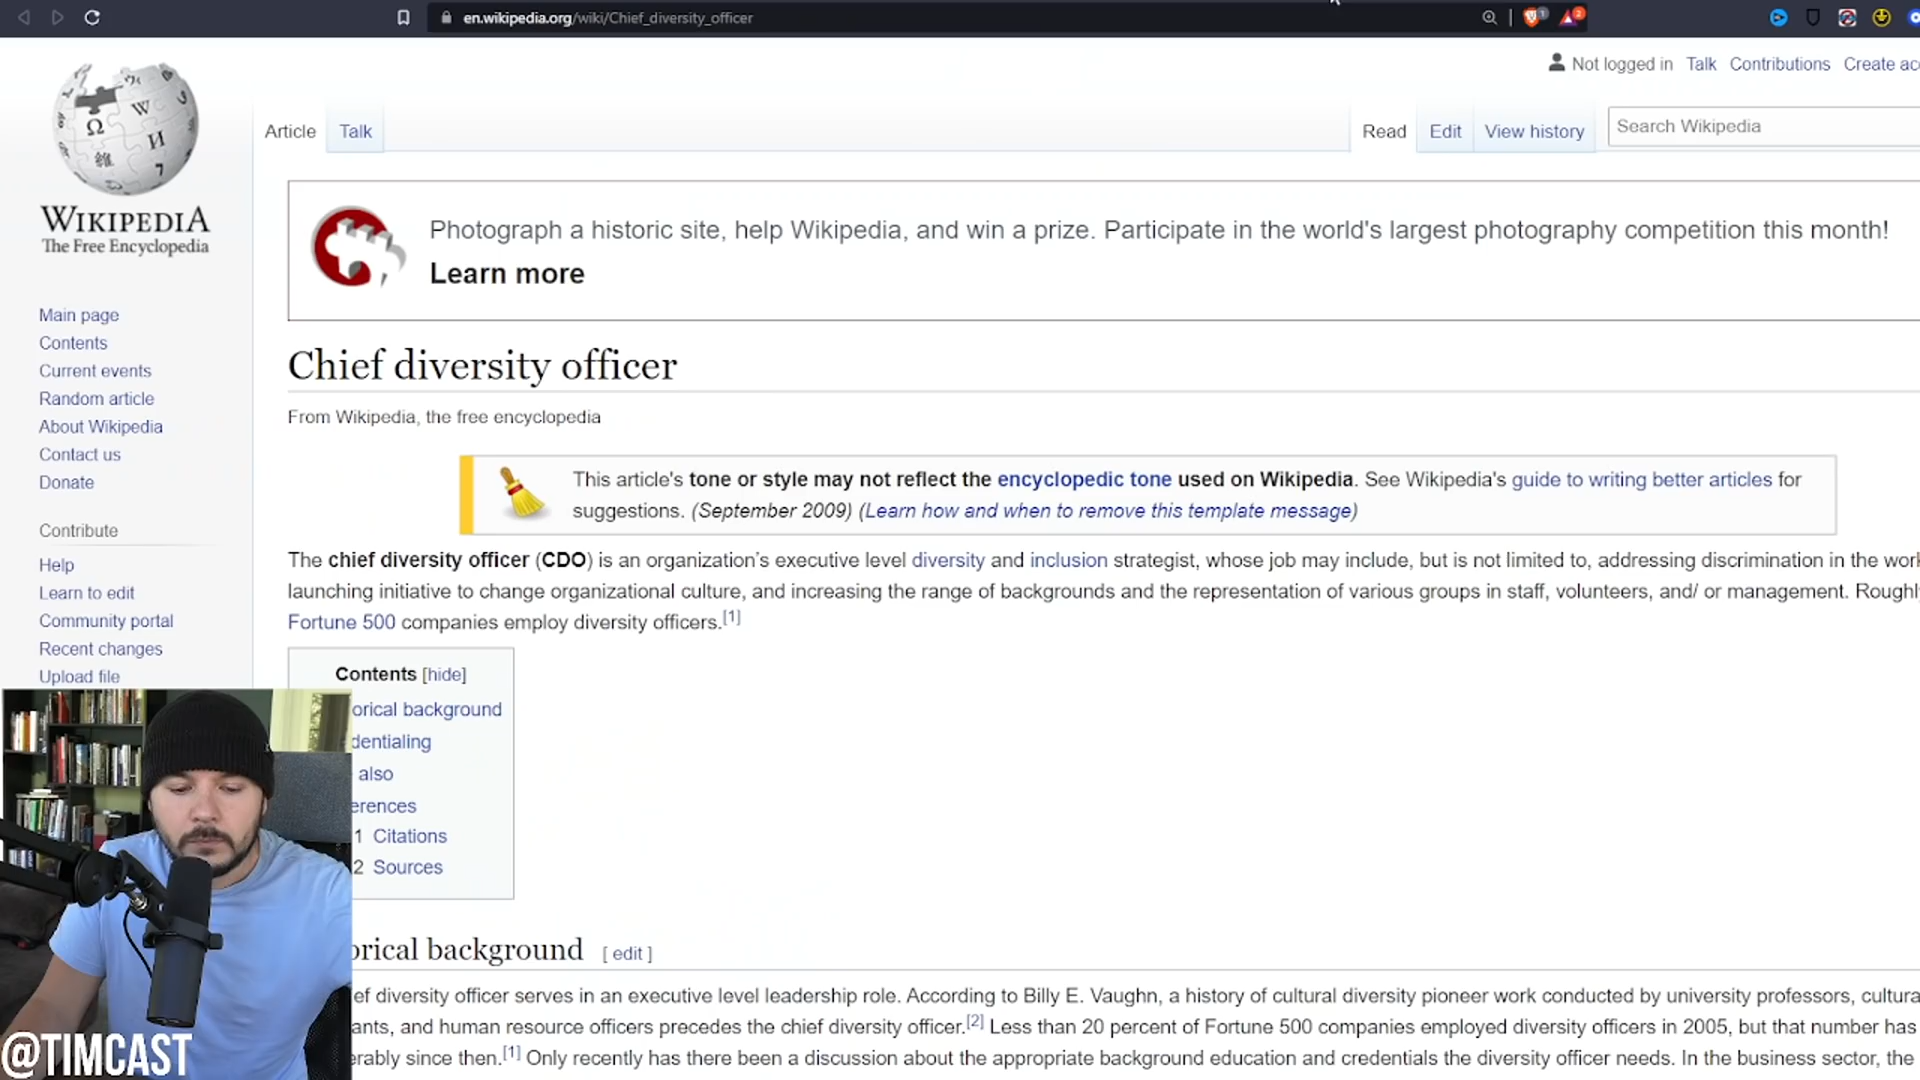 en.wikipedia.org/wiki/Chief_diversity_officer
Not logged in Talk Contributions Create
Article Talk Read Edit View history Search Wikipedia
WIKIPEDIA
The Free Encyclopedia
Photograph a historic site, help Wikipedia, and win a prize. Participate in the world's largest photography competition this month!
Learn more
Main page
Contents
Current events
Random article
About Wikipedia
Contact us
Donate
Contribute
Help
Learn to edit
Community portal
Recent changes
Upload file
Chief diversity officer
From Wikipedia, the free encyclopedia
This article's tone or style may not reflect the encyclopedic tone used on Wikipedia. See Wikipedia's guide to writing better articles for
suggestions. (September 2009) (Learn how and when to remove this template message)
The chief diversity officer (CDO) is an organization's executive level diversity and inclusion strategist, whose job may include, but is not limited to, addressing discrimination in the
launching initiative to change organizational culture, and increasing the range of backgrounds and the representation of various groups in staff, volunteers, and/ or management.
Fortune 500 companies employ diversity officers.[1]
Contents [hide]
orical background
dentialing
also
erences
1 Citations
2 Sources
orical background [ edit ]
ef diversity officer serves in an executive level leadership role. According to Billy E. Vaughn, a history of cultural diversity pioneer work conducted by university professors,
ants, and human resource officers precedes the chief diversity officer.[2] Less than 20 percent of Fortune 500 companies employed diversity officers in 2005, but that number has
erably since then.[1] Only recently has there been a discussion about the appropriate background education and credentials the diversity officer needs. In the business sector, the
@TIMCAST